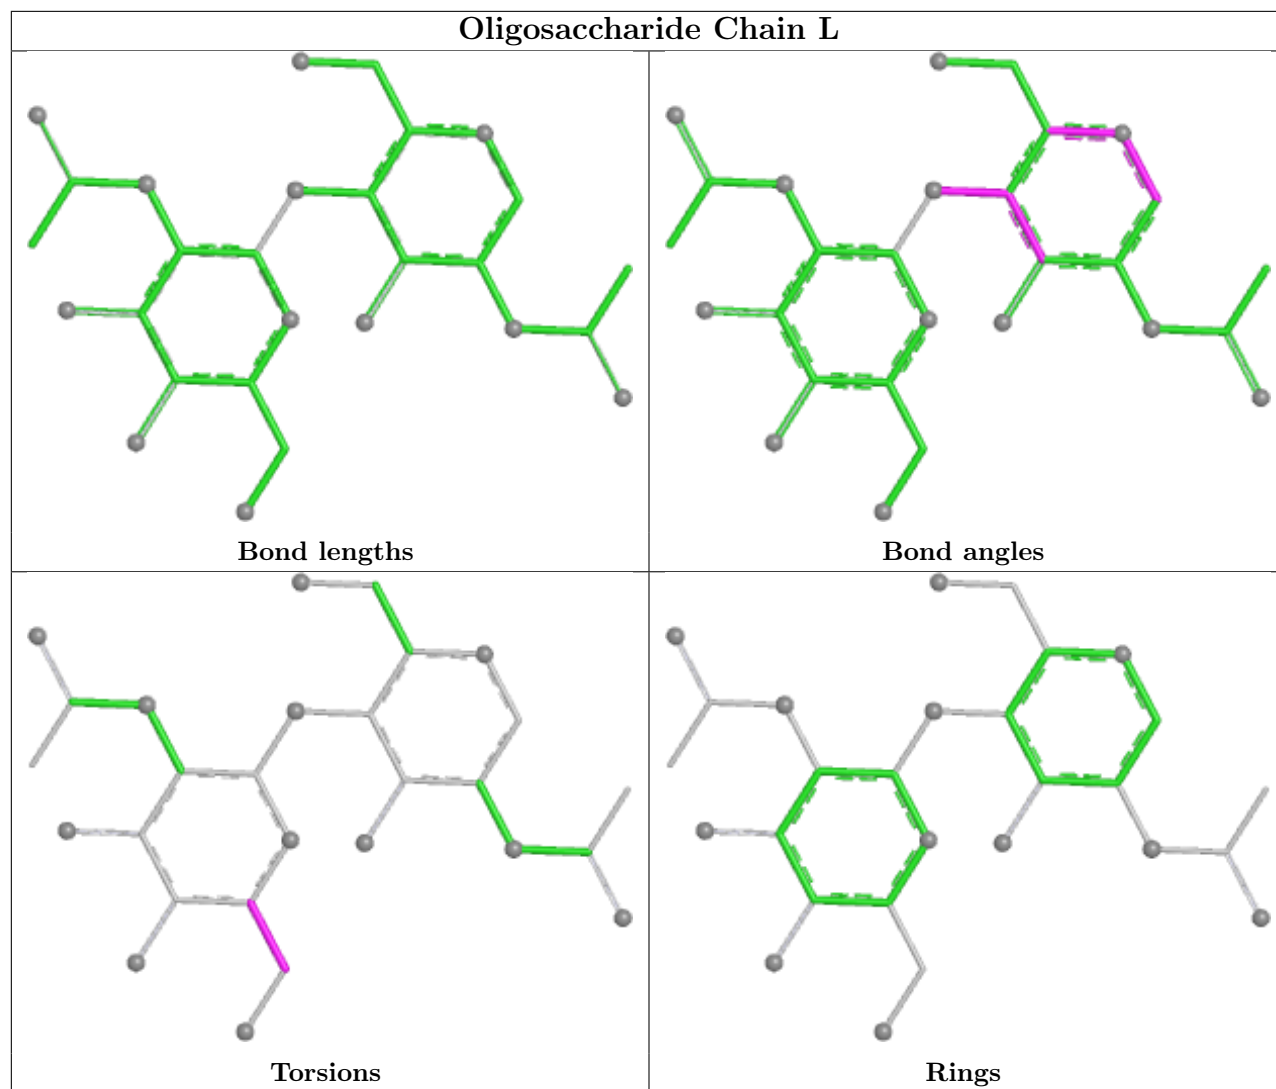 Oligosaccharide Chain L
Bond lengths
Bond angles
Torsions
Rings